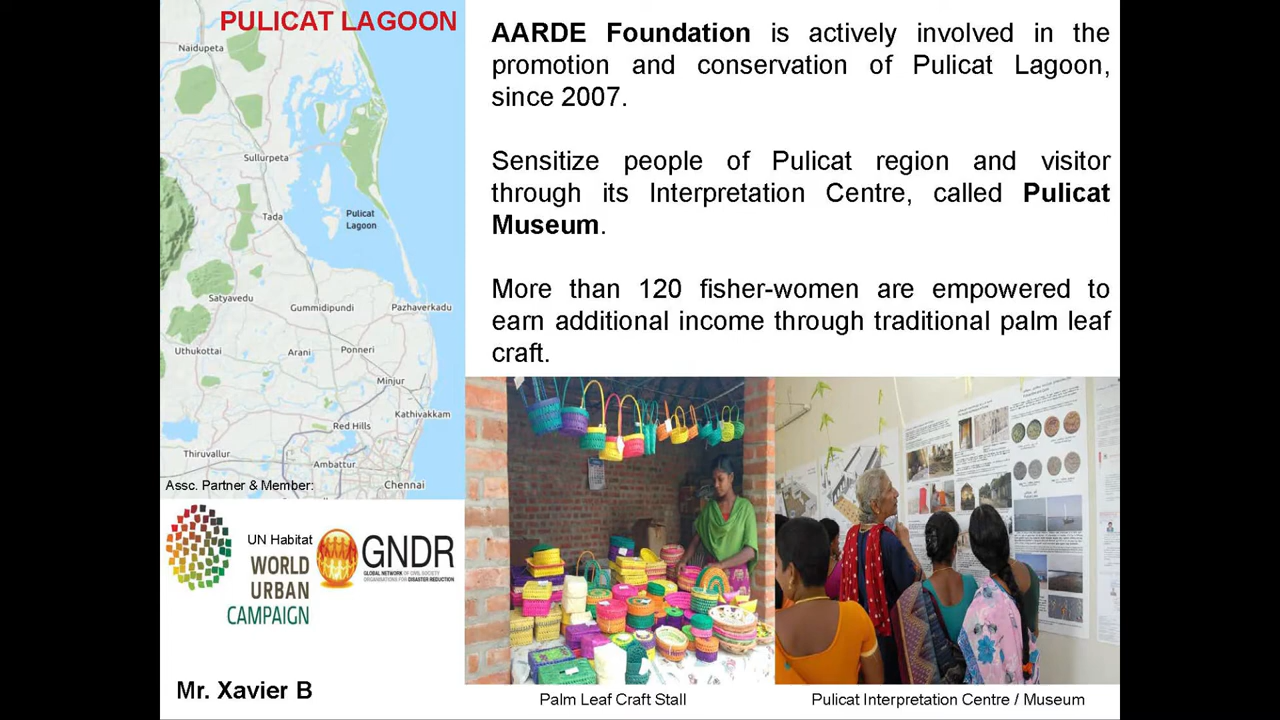 PULICAT LAGOON
Naidupeta
Sullurpeta
Tada
Pulicat
Lagoon
Satyavedu
Gummidipundi
Pazhaverkadu
Uthukottai
Arani
Ponneri
Minjur
Kathivakkam
Red Hills
Thiruvallur
Ambattur
Chennai
Assc. Partner & Member:
UN Habitat
WORLD
URBAN
CAMPAIGN
GNDR
GLOBAL NETWORK OF CIVIL SOCIETY
ORGANISATIONS FOR DISASTER REDUCTION
Mr. Xavier B
AARDE Foundation is actively involved in the
promotion and conservation of Pulicat Lagoon,
since 2007.
Sensitize people of Pulicat region and visitor
through its Interpretation Centre, called Pulicat
Museum.
More than 120 fisher-women are empowered to
earn additional income through traditional palm leaf
craft.
Palm Leaf Craft Stall
Pulicat Interpretation Centre / Museum